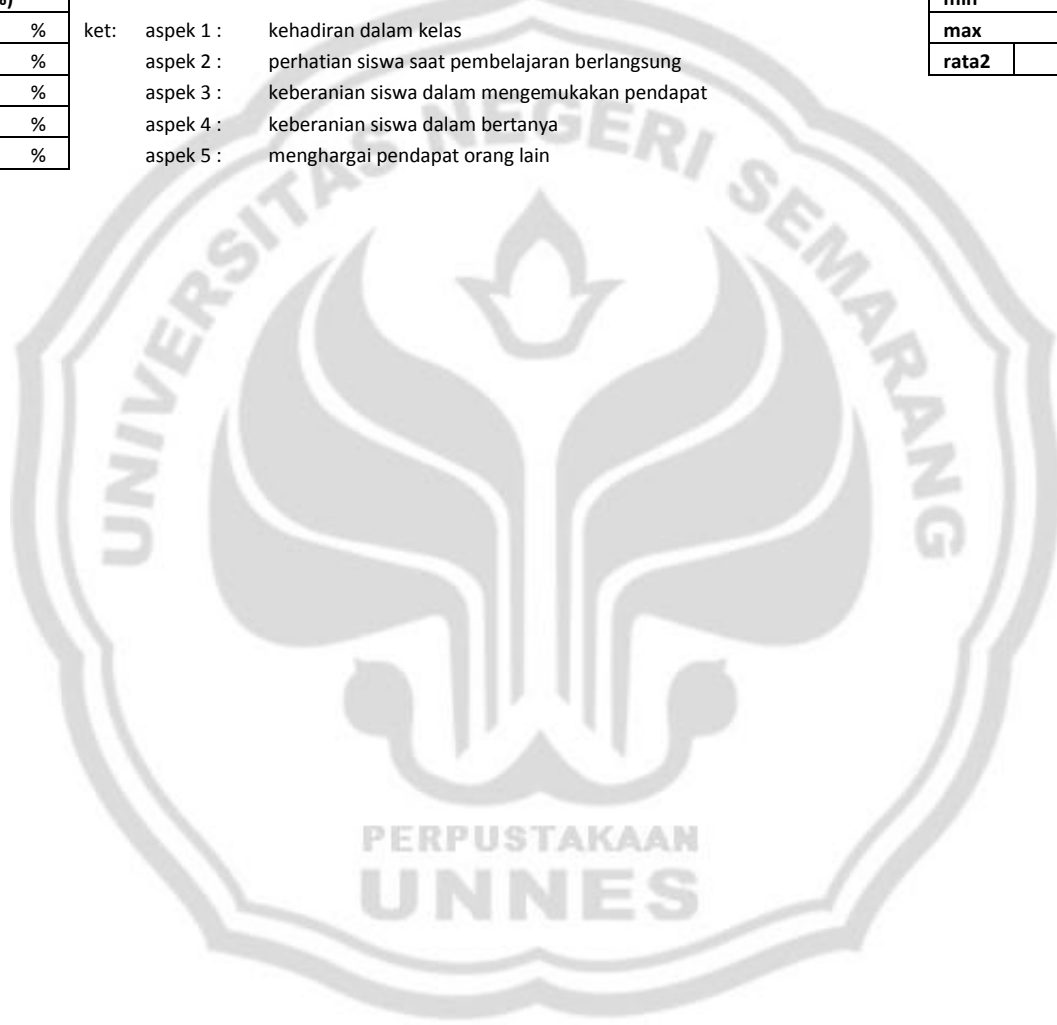 %)
% ket: aspek 1 : kehadiran dalam kelas
% aspek 2 : perhatian siswa saat pembelajaran berlangsung
% aspek 3 : keberanian siswa dalam mengemukakan pendapat
% aspek 4 : keberanian siswa dalam bertanya
% aspek 5 : menghargai pendapat orang lain
min
max
rata2
UNIVERSITAS NEGERI SEMARANG
PERPUSTAKAAN
UNNES